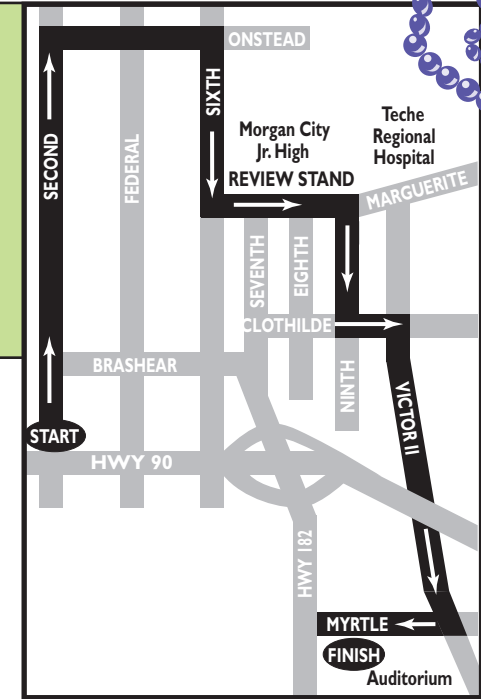 ONSTEAD
SIXTH
SECOND
FEDERAL
Morgan City
Jr. High
REVIEW STAND
Teche
Regional
Hospital
MARGUERITE
SEVENTH
EIGHTH
CLOTHILDE
BRASHEAR
NINTH
VICTOR II
START
HWY 90
HWY 182
MYRTLE
FINISH
Auditorium